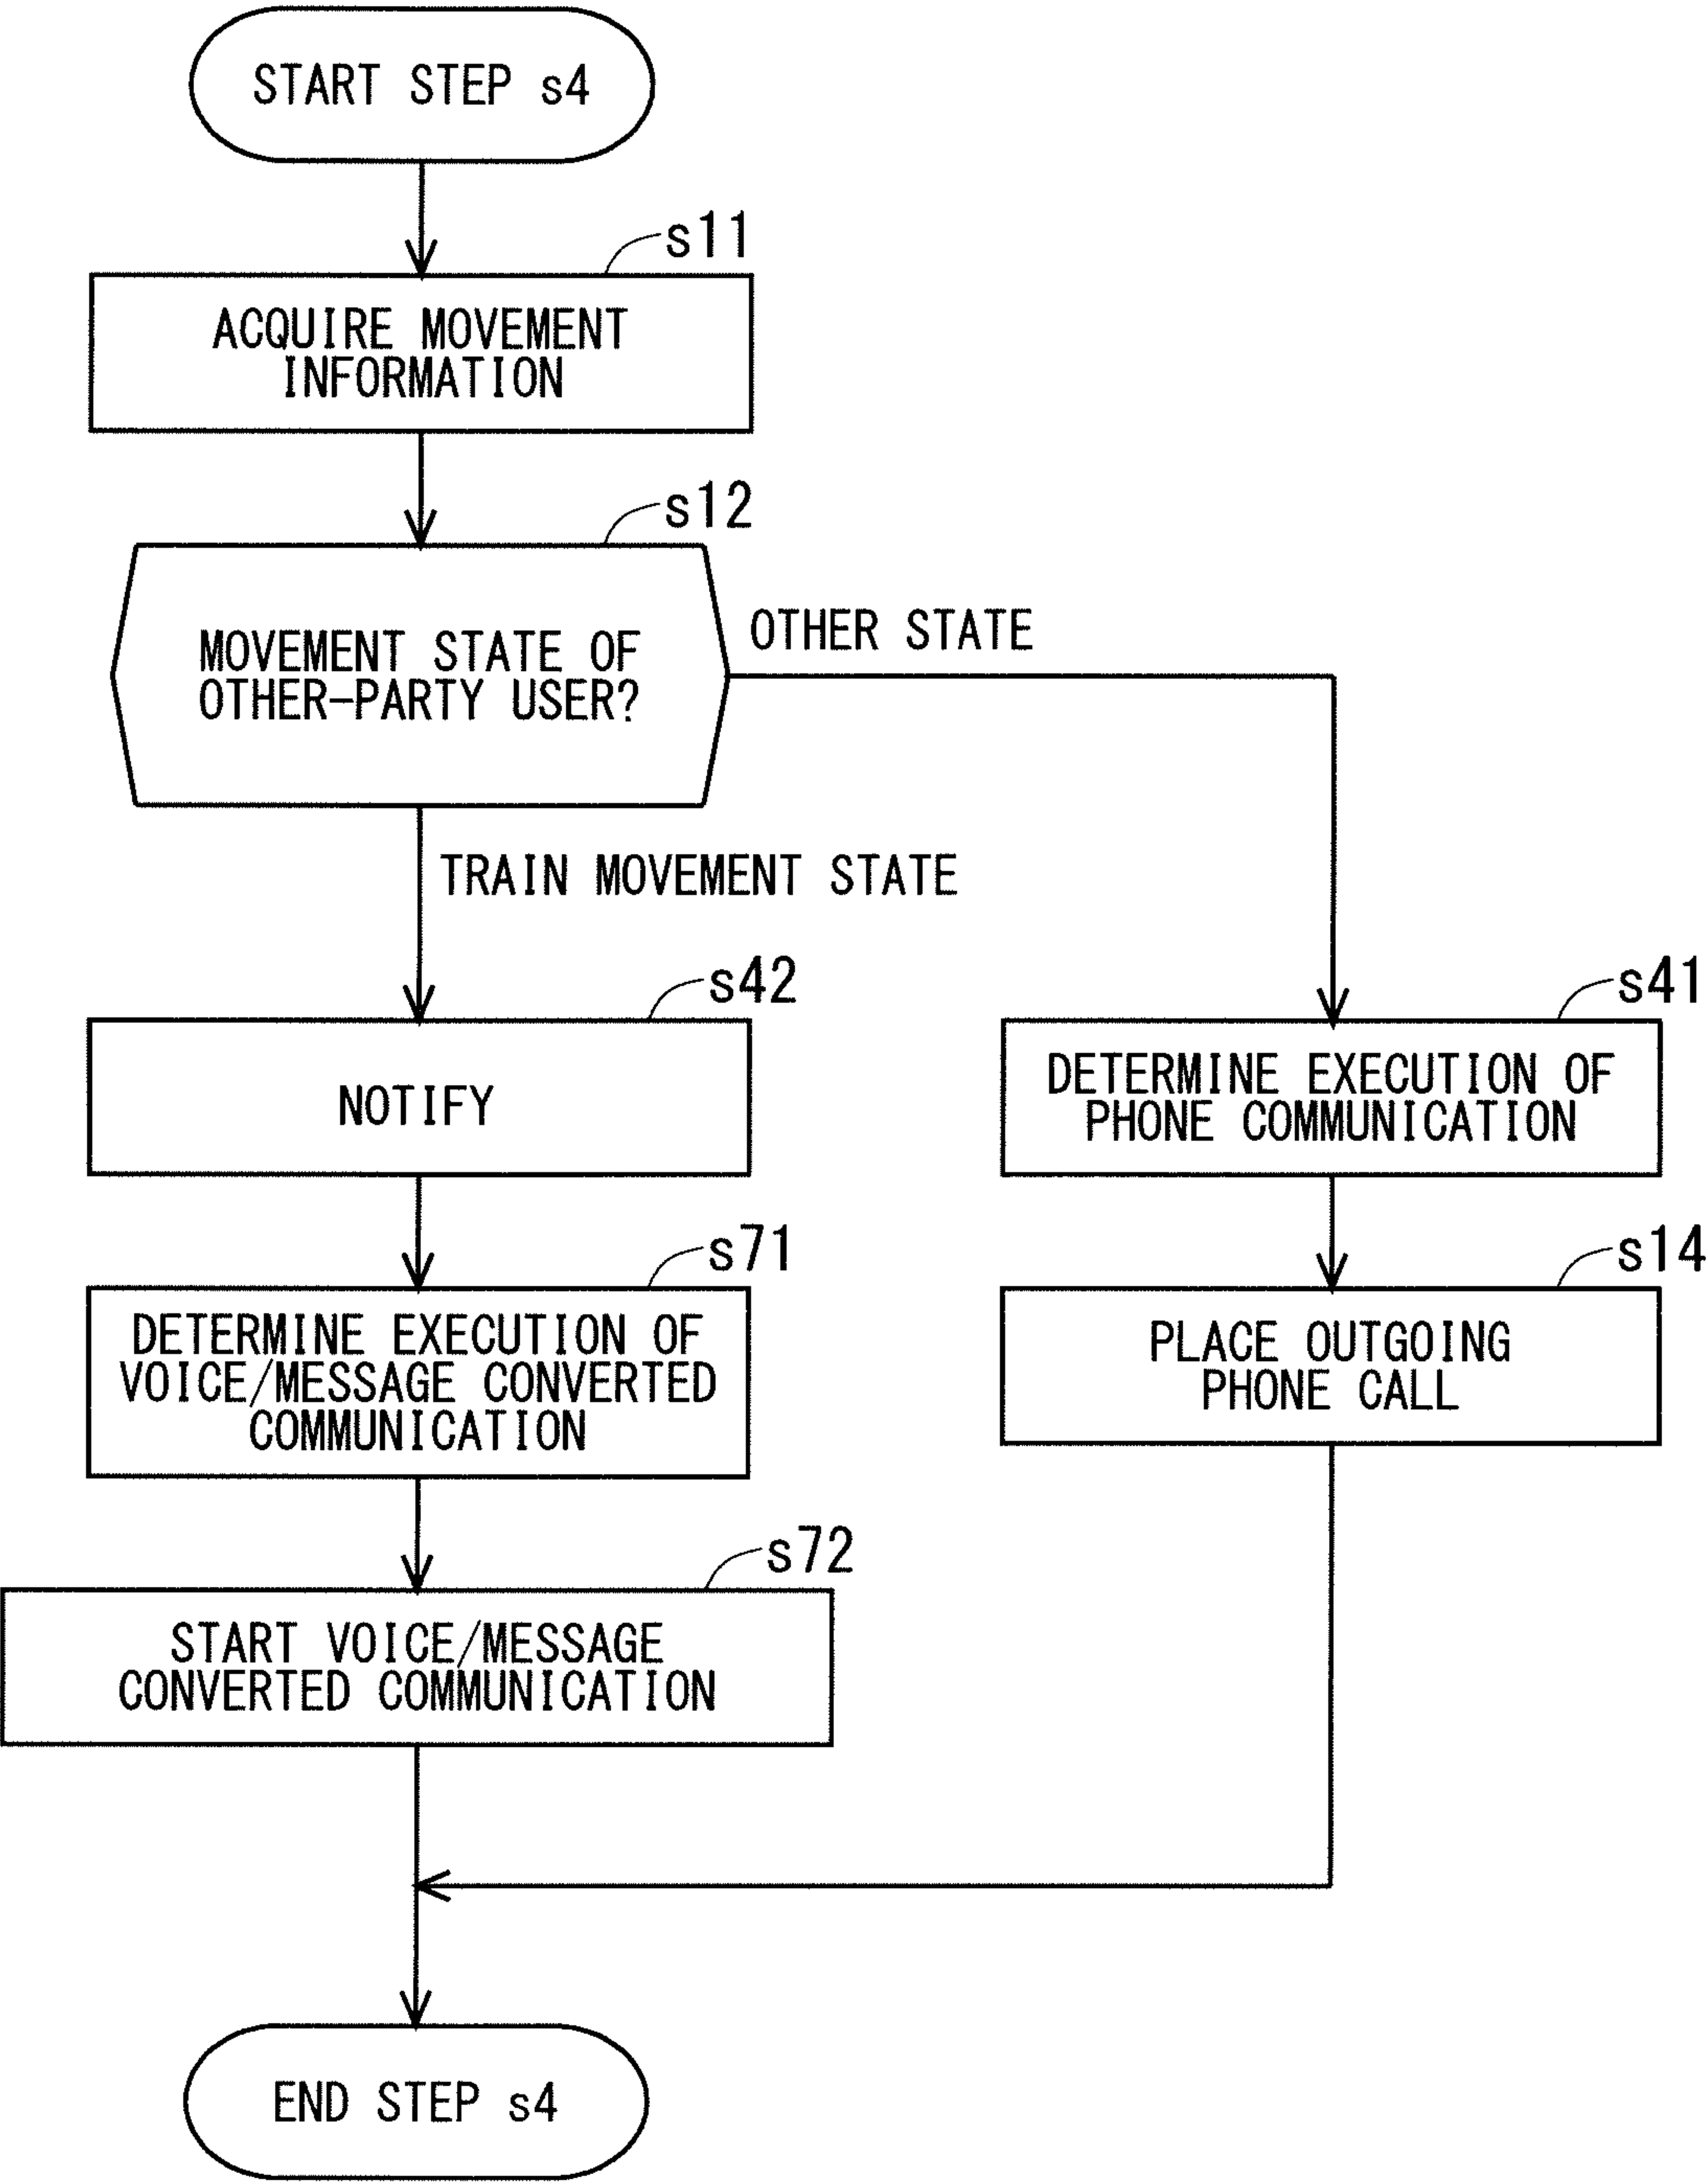 START STEP s4
s11
ACQUIRE MOVEMENT
INFORMATION
s12
MOVEMENT STATE OF
OTHER-PARTY USER?
OTHER STATE
TRAIN MOVEMENT STATE
s42
NOTIFY
s41
DETERMINE EXECUTION OF
PHONE COMMUNICATION
s71
DETERMINE EXECUTION OF
VOICE/MESSAGE CONVERTED
COMMUNICATION
s14
PLACE OUTGOING
PHONE CALL
s72
START VOICE/MESSAGE
CONVERTED COMMUNICATION
END STEP s4